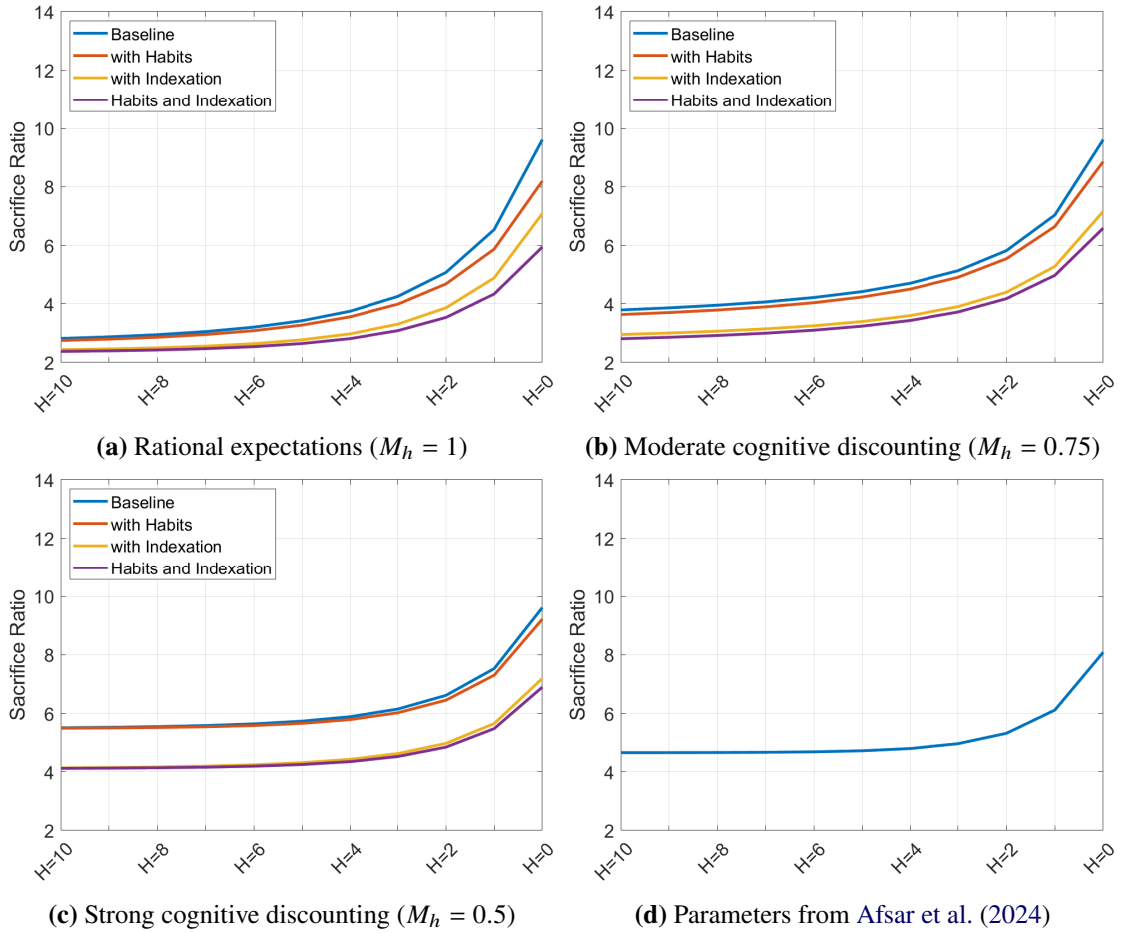 14
12
10
8
6
4
2
Sacrifice Ratio
Baseline
with Habits
with Indexation
Habits and Indexation
H=10
H=8
H=6
H=4
H=2
H=0
(a) Rational expectations (M_h = 1)
14
12
10
8
6
4
2
Sacrifice Ratio
Baseline
with Habits
with Indexation
Habits and Indexation
H=10
H=8
H=6
H=4
H=2
H=0
(b) Moderate cognitive discounting (M_h = 0.75)
14
12
10
8
6
4
2
Sacrifice Ratio
Baseline
with Habits
with Indexation
Habits and Indexation
H=10
H=8
H=6
H=4
H=2
H=0
(c) Strong cognitive discounting (M_h = 0.5)
14
12
10
8
6
4
2
Sacrifice Ratio
H=10
H=8
H=6
H=4
H=2
H=0
(d) Parameters from Afsar et al. (2024)